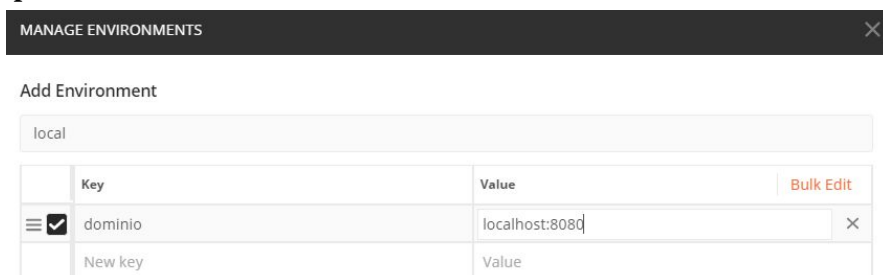 MANAGE ENVIRONMENTS
Add Environment
local
Key Value Bulk Edit
dominio localhost:8080
New key Value